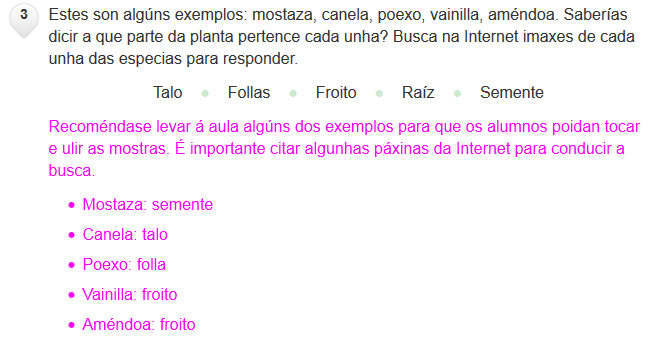 3 Estes son algúns exemplos: mostaza, canela, poexo, vainilla, améndoa. Saberías
dicir a que parte da planta pertence cada unha? Busca na Internet imaxes de cada
unha das especias para responder.
Talo • Follas • Froito • Raíz • Semente
Recoméndase levar á aula algúns dos exemplos para que os alumnos poidan tocar
e ulir as mostras. É importante citar algunhas páxinas da Internet para conducir a
busca.
• Mostaza: semente
• Canela: talo
• Poexo: folla
• Vainilla: froito
• Améndoa: froito